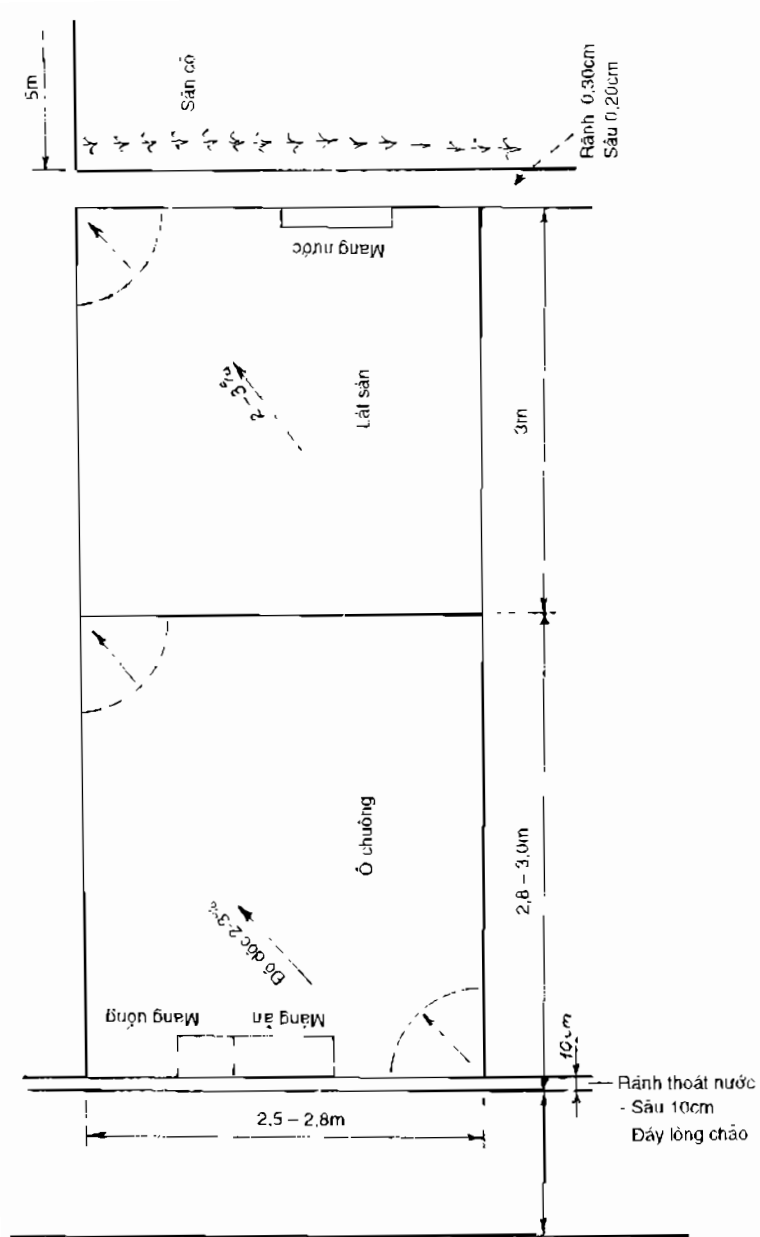 5m
Sân cỏ
Rãnh 0,30cm
Sâu 0,20cm
Máng nước
2 – 3%
Lát sàn
3m
Ô chuồng
2,8 – 3,0m
Độ dốc 2-3%
Máng uống
Máng ăn
10cm
Rãnh thoát nước
- Sâu 10cm
Đáy lòng chảo
2,5 – 2,8m